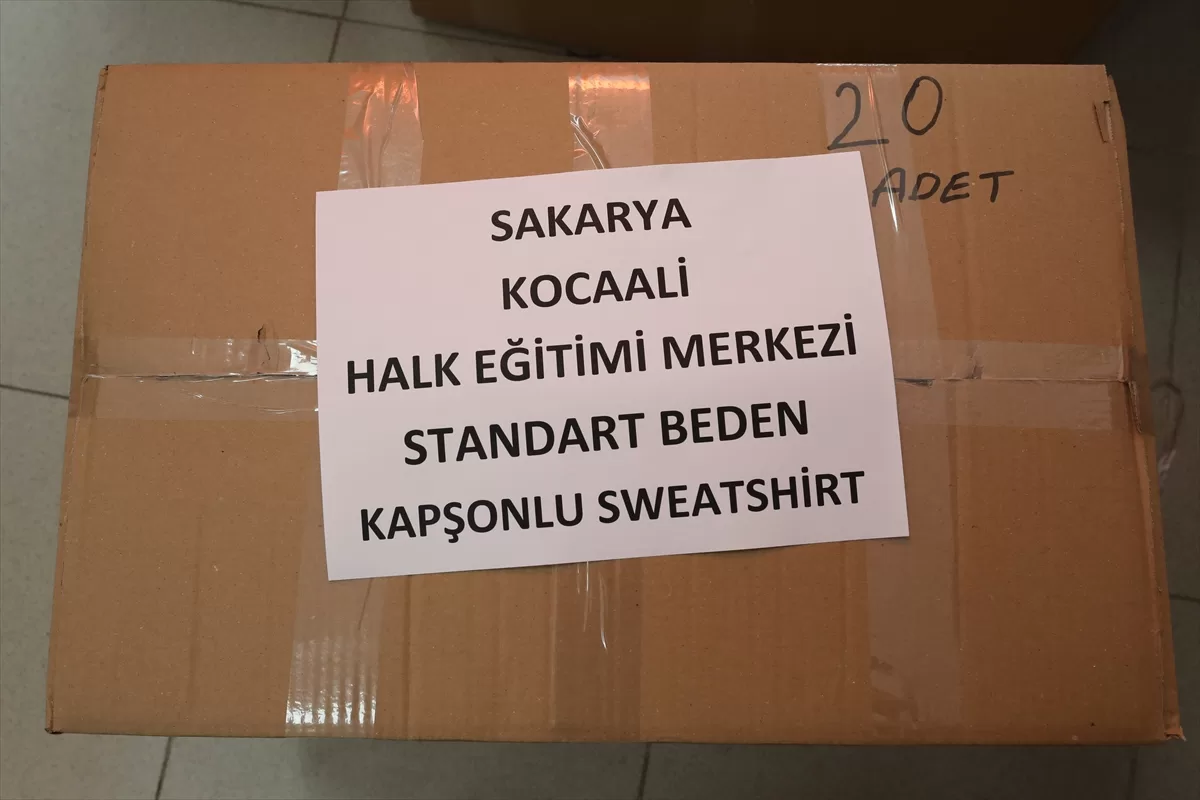 20
ADET
SAKARYA
KOCAALİ
HALK EĞİTİMİ MERKEZİ
STANDART BEDEN
KAPŞONLU SWEATSHİRT